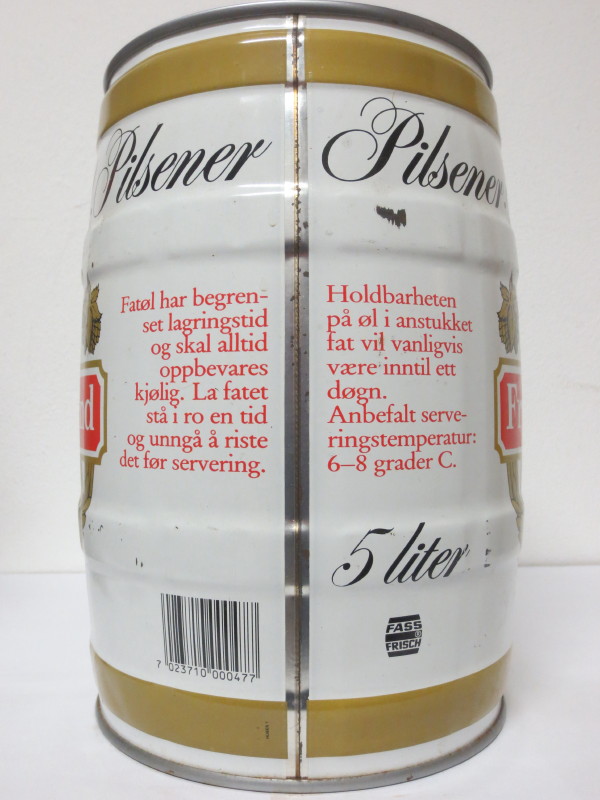 Pilsener
Fatøl har begren-
set lagringstid
og skal alltid
oppbevares
kjølig. La fatet
stå i ro en tid
og unngå å riste
det før servering.
7 023710 000477
Pilsener
Holdbarheten
på øl i anstukket
fat vil vanligvis
være inntil ett
døgn.
Anbefalt serve-
ringstemperatur:
6–8 grader C.
5 liter
FASS
FRISCH
nd
Fr